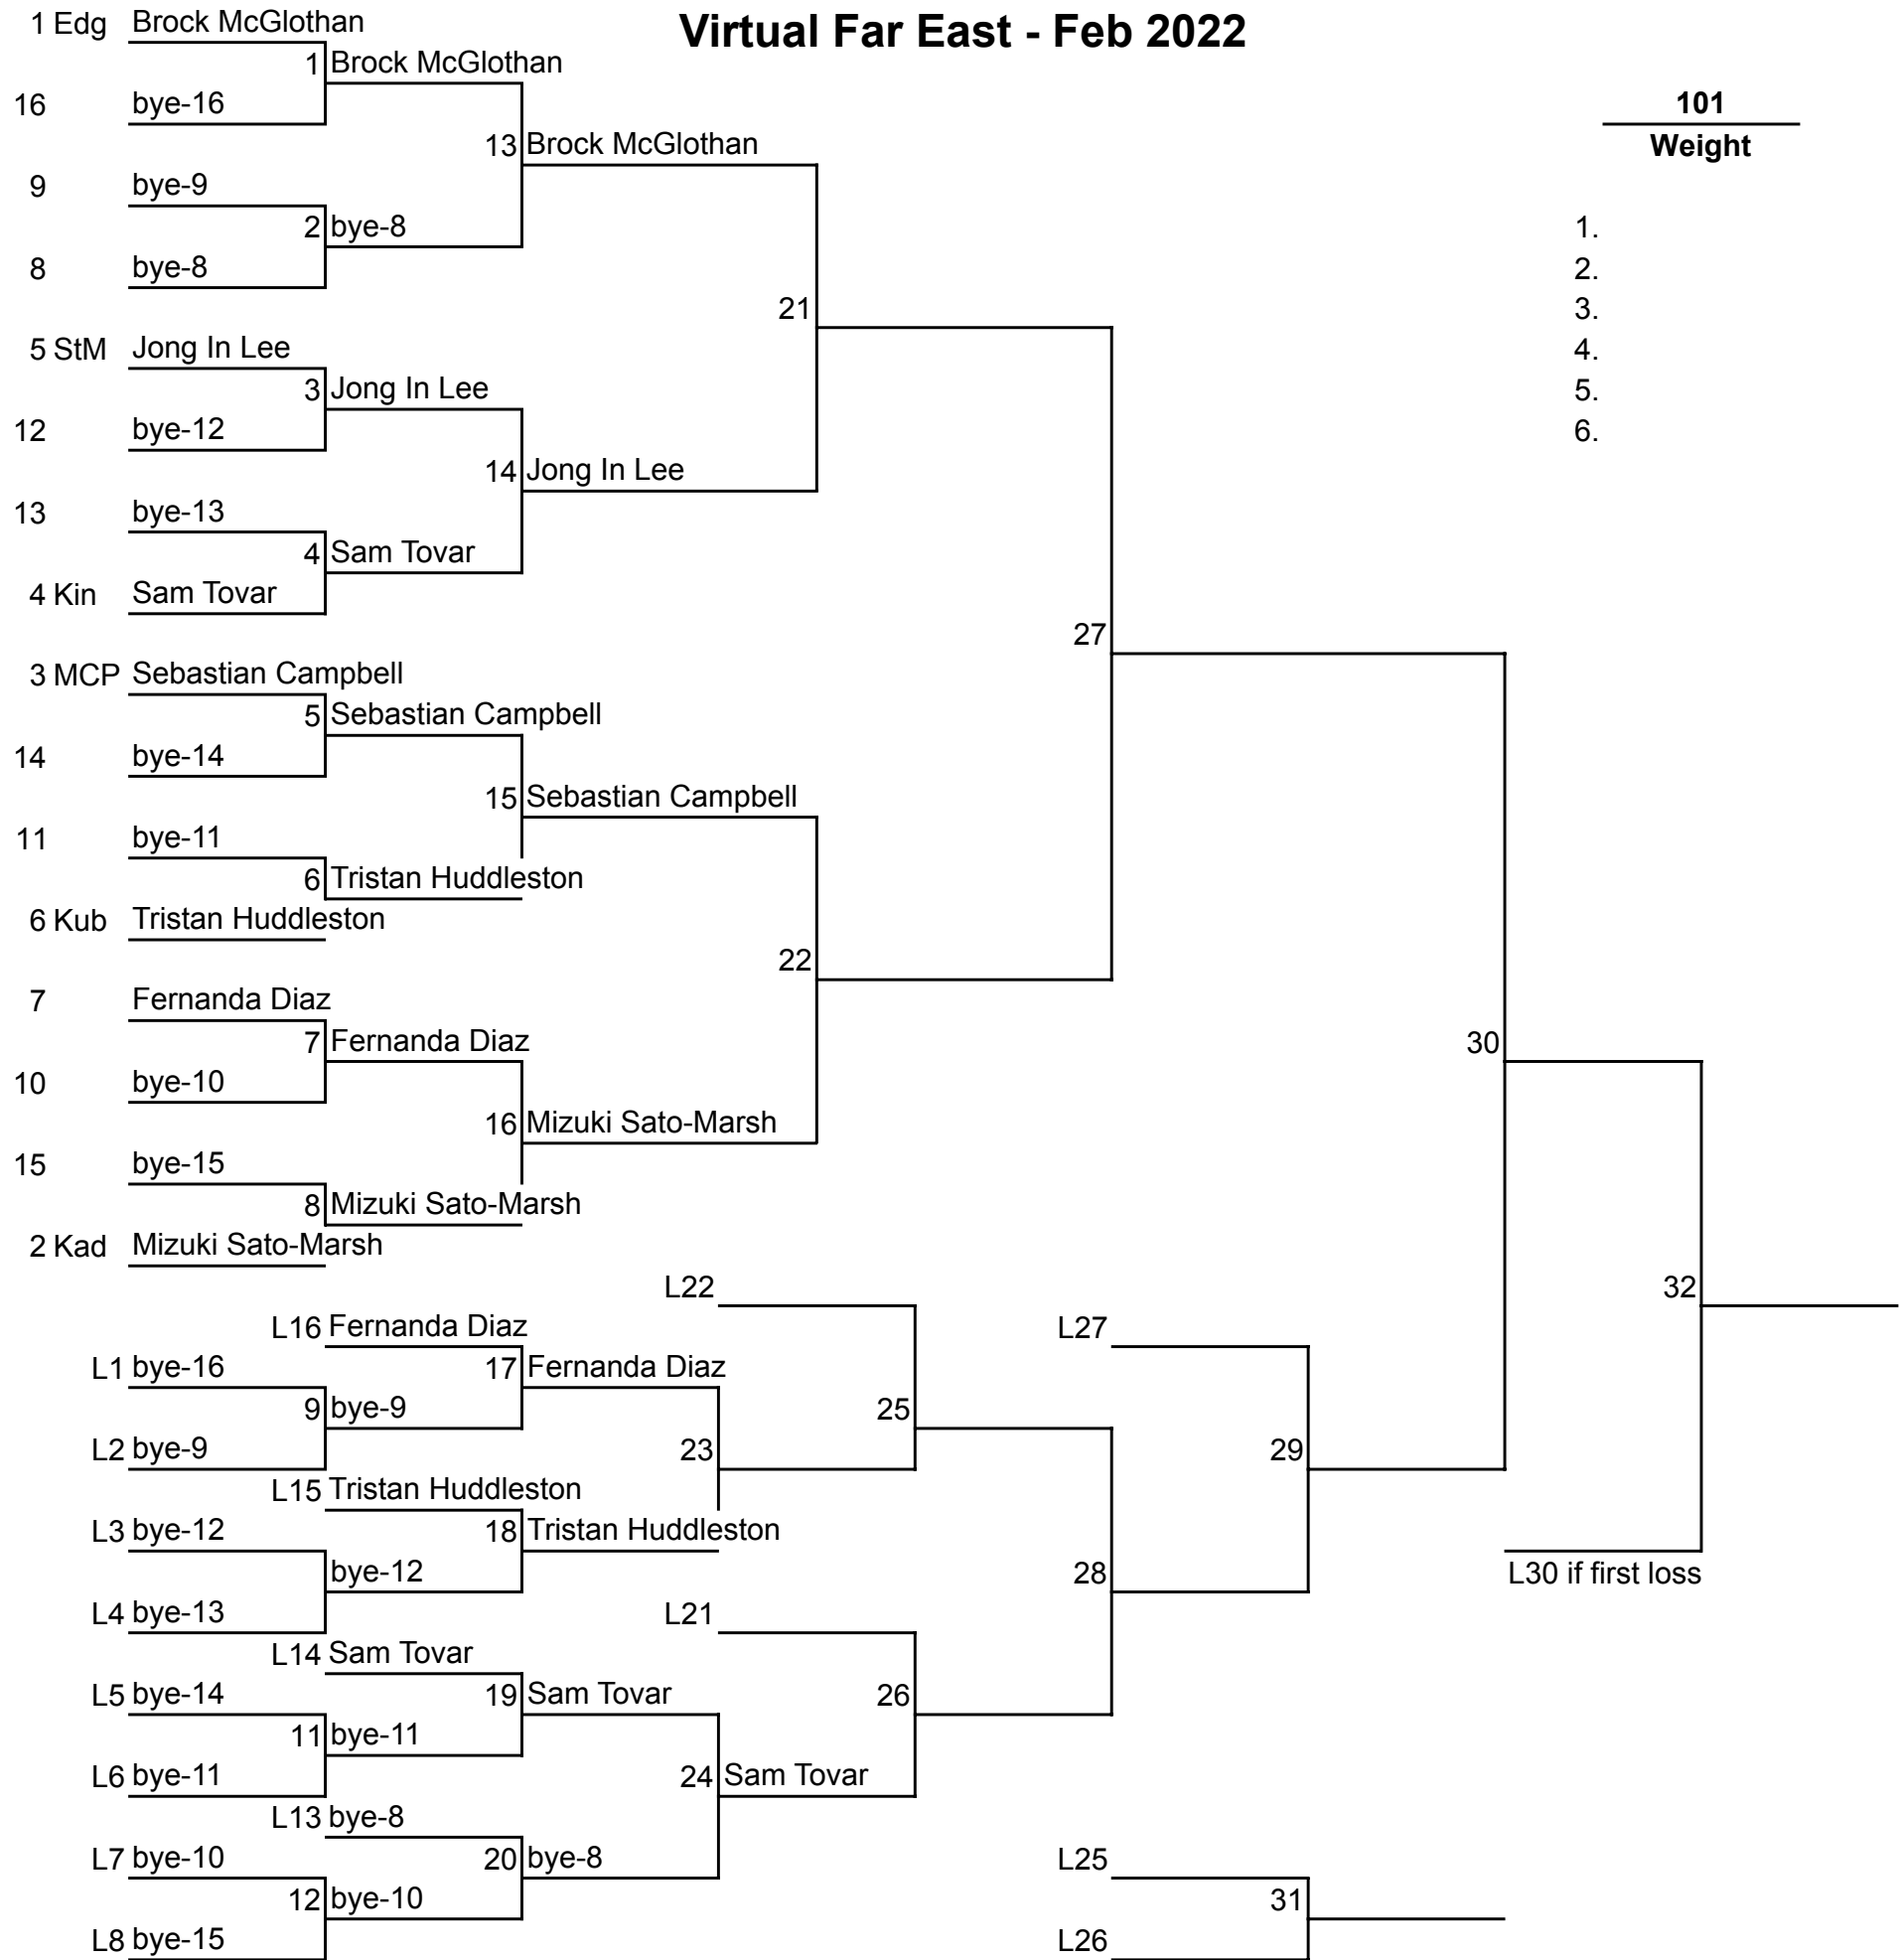 Virtual Far East - Feb 2022
1 Edg Brock McGlothan
1 Brock McGlothan
16 bye-16
101
13 Brock McGlothan
Weight
9 bye-9
2 bye-8
1.
8 bye-8
2.
21
3.
5 StM Jong In Lee
4.
3 Jong In Lee
5.
12 bye-12
6.
14 Jong In Lee
13 bye-13
4 Sam Tovar
4 Kin Sam Tovar
27
3 MCP Sebastian Campbell
5 Sebastian Campbell
14 bye-14
15 Sebastian Campbell
11 bye-11
6 Tristan Huddleston
6 Kub Tristan Huddleston
22
7 Fernanda Diaz
7 Fernanda Diaz
30
10 bye-10
16 Mizuki Sato-Marsh
15 bye-15
8 Mizuki Sato-Marsh
2 Kad Mizuki Sato-Marsh
L22
32
L16 Fernanda Diaz
L27
L1 bye-16
17 Fernanda Diaz
9 bye-9
25
L2 bye-9
23
29
L15 Tristan Huddleston
L3 bye-12
18 Tristan Huddleston
bye-12
28
L30 if first loss
L4 bye-13
L21
L14 Sam Tovar
L5 bye-14
19 Sam Tovar
26
11 bye-11
L6 bye-11
24 Sam Tovar
L13 bye-8
L7 bye-10
20 bye-8
L25
12 bye-10
31
L8 bye-15
L26